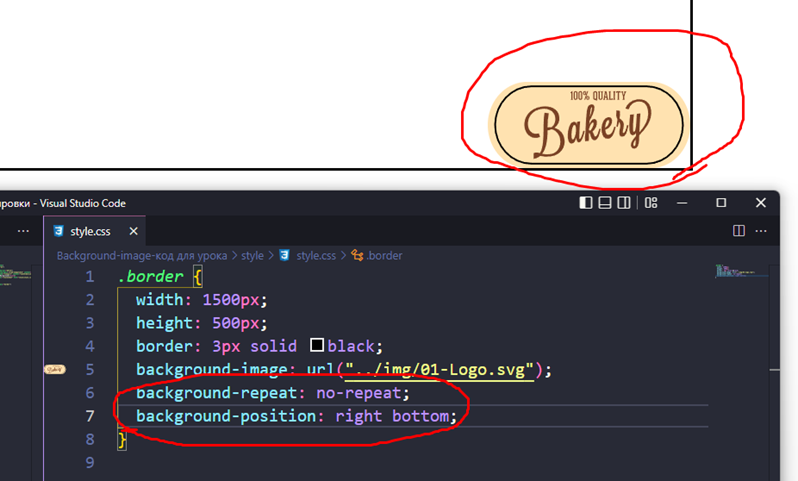 100% QUALITY
Bakery
ировки - Visual Studio Code
style.css
Background-image-код для урока > style > style.css > .border
1 .border {
2 width: 1500px;
3 height: 500px;
4 border: 3px solid black;
5 background-image: url("../img/01-Logo.svg");
6 background-repeat: no-repeat;
7 background-position: right bottom;
8 }
9